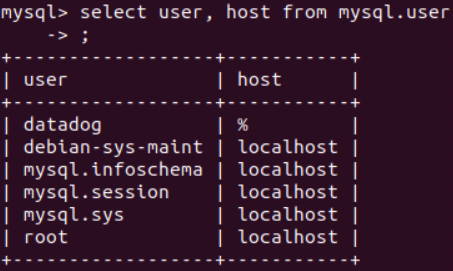 mysql> select user, host from mysql.user
    -> ;
+------------------+-----------+
| user             | host      |
+------------------+-----------+
| datadog          | %         |
| debian-sys-maint | localhost |
| mysql.infoschema | localhost |
| mysql.session    | localhost |
| mysql.sys        | localhost |
| root             | localhost |
+------------------+-----------+